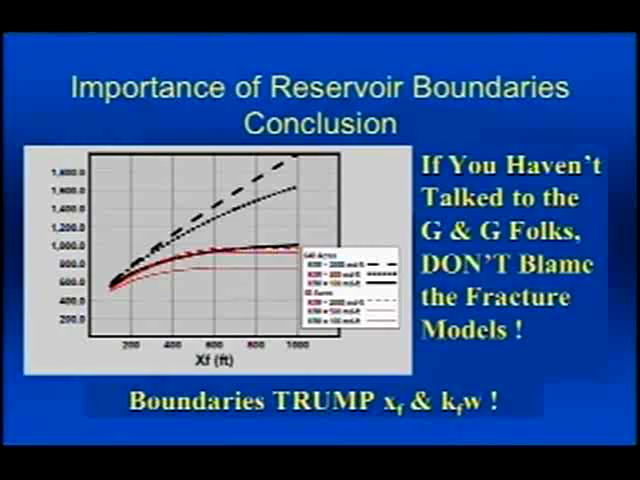 Importance of Reservoir Boundaries
Conclusion
If You Haven't
Talked to the
G & G Folks,
DON'T Blame
the Fracture
Models !
1,800.0
1,600.0
1,400.0
1,200.0
1,000.0
800.0
600.0
400.0
200.0
200 400 600 800 1000
Xf (ft)
640 Acres
Boundaries TRUMP xf & kfw !